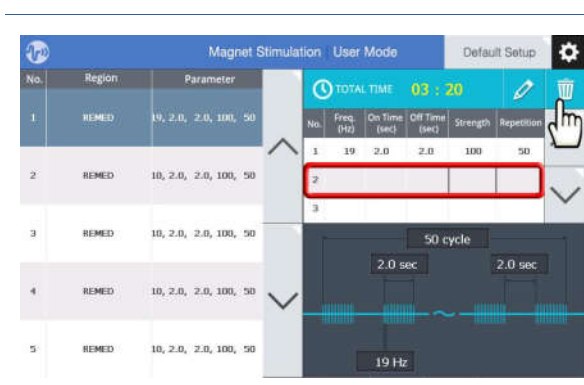 Magnet Stimulation User Mode Default Setup
No. Region Parameter
1 REMED 19, 2.0, 2.0, 100, 50
2 REMED 10, 2.0, 2.0, 100, 50
3 REMED 10, 2.0, 2.0, 100, 50
4 REMED 10, 2.0, 2.0, 100, 50
5 REMED 10, 2.0, 2.0, 100, 50
TOTAL TIME 03 : 20
No. Freq. (Hz) On Time (sec) Off Time (sec) Strength Repetition
1 19 2.0 2.0 100 50
2
3
50 cycle
2.0 sec 2.0 sec
19 Hz